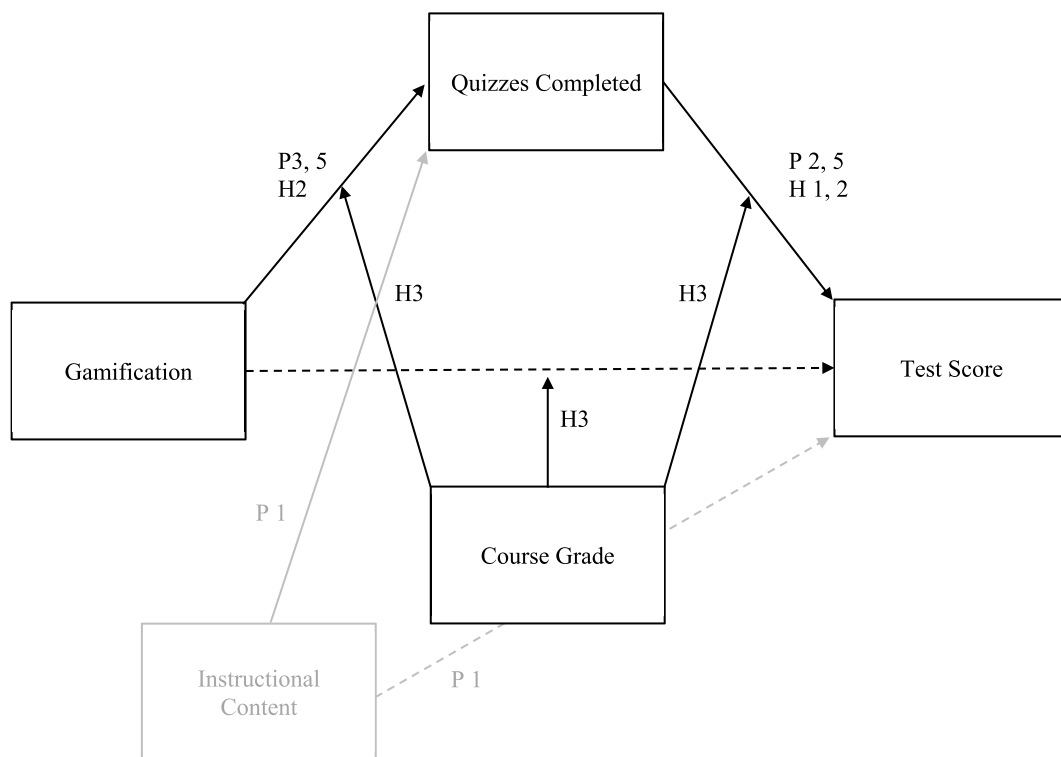 Quizzes Completed
P3, 5
H2
P 2, 5
H 1, 2
H3
H3
Gamification
Test Score
H3
P 1
Course Grade
Instructional
Content
P 1